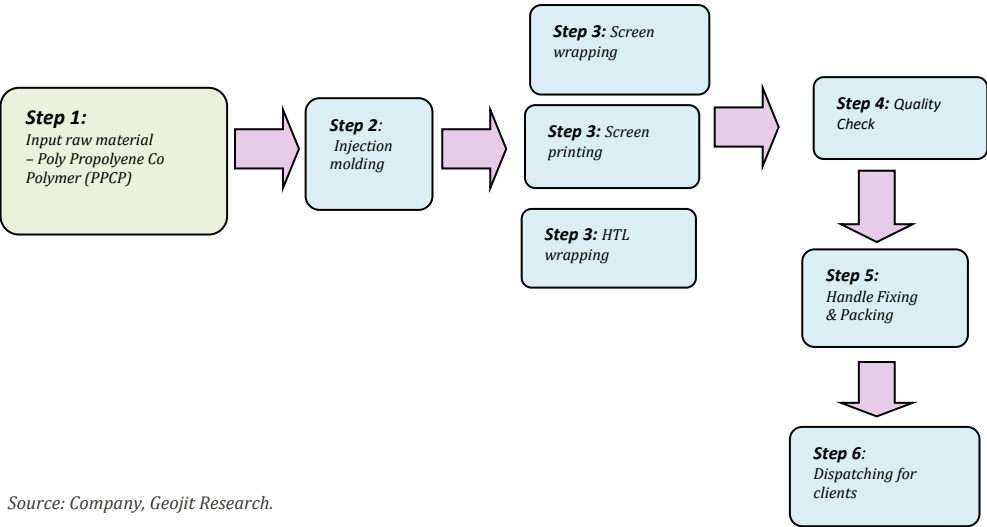 Step 1:
Input raw material
– Poly Propolyene Co
Polymer (PPCP)
Step 2:
Injection
molding
Step 3: Screen
wrapping
Step 3: Screen
printing
Step 3: HTL
wrapping
Step 4: Quality
Check
Step 5:
Handle Fixing
& Packing
Step 6:
Dispatching for
clients
Source: Company, Geojit Research.